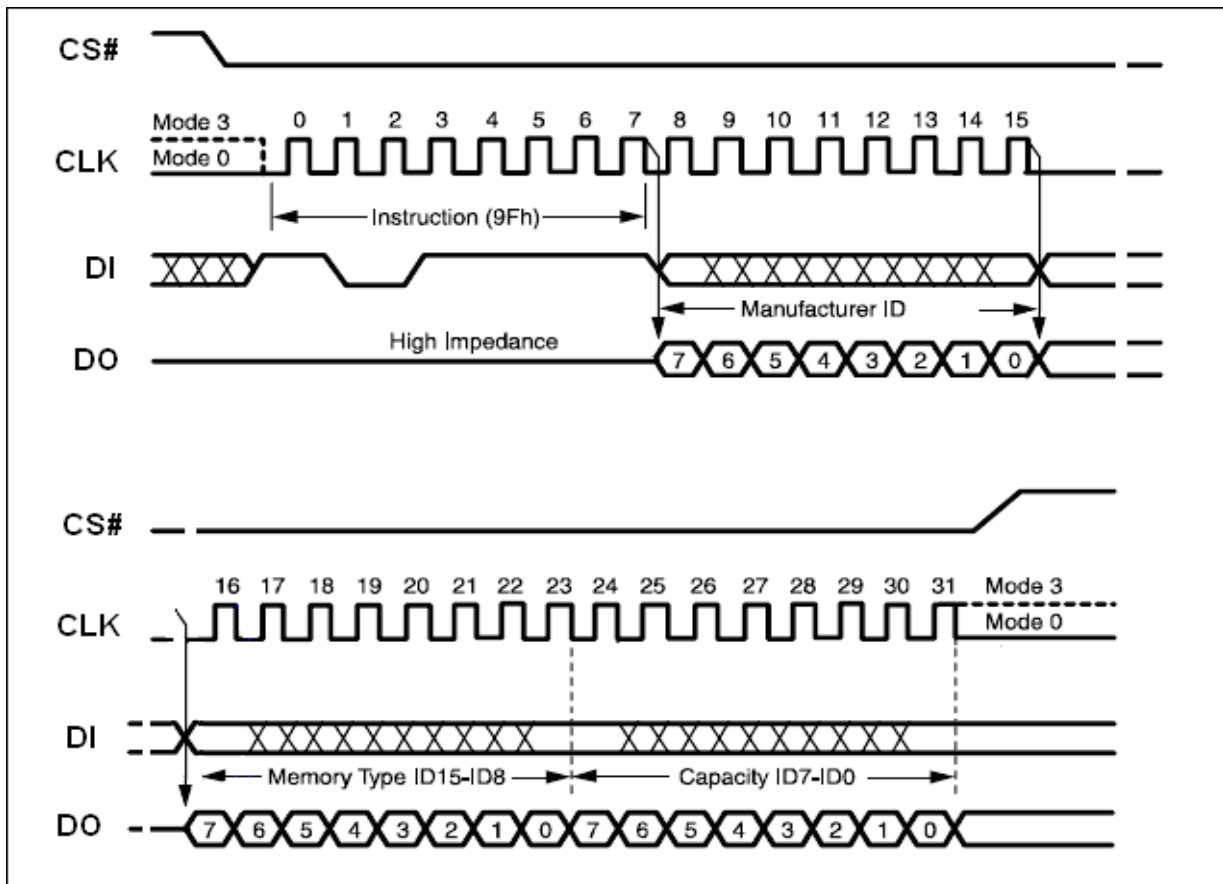 CS#
Mode 3
Mode 0
CLK
0 1 2 3 4 5 6 7 8 9 10 11 12 13 14 15
Instruction (9Fh)
DI
Manufacturer ID
High Impedance
DO
7 6 5 4 3 2 1 0
CS#
16 17 18 19 20 21 22 23 24 25 26 27 28 29 30 31
Mode 3
Mode 0
CLK
DI
Memory Type ID15-ID8
Capacity ID7-ID0
DO
7 6 5 4 3 2 1 0 7 6 5 4 3 2 1 0